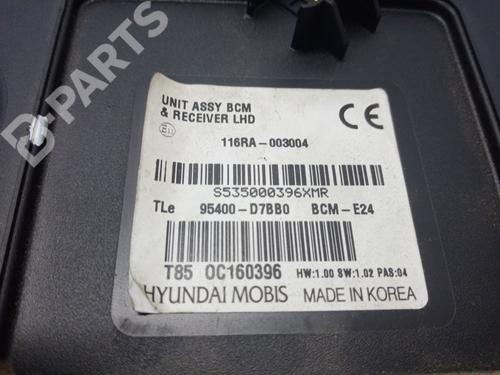 B-PARTS
UNIT ASSY BCM
& RECEIVER LHD
CE
116RA-003004
S535000396XMR
TLe 95400-D7BB0 BCM-E24
T85 0C160396 HW:1.00 SW:1.02 PAS:04
HYUNDAI MOBIS MADE IN KOREA